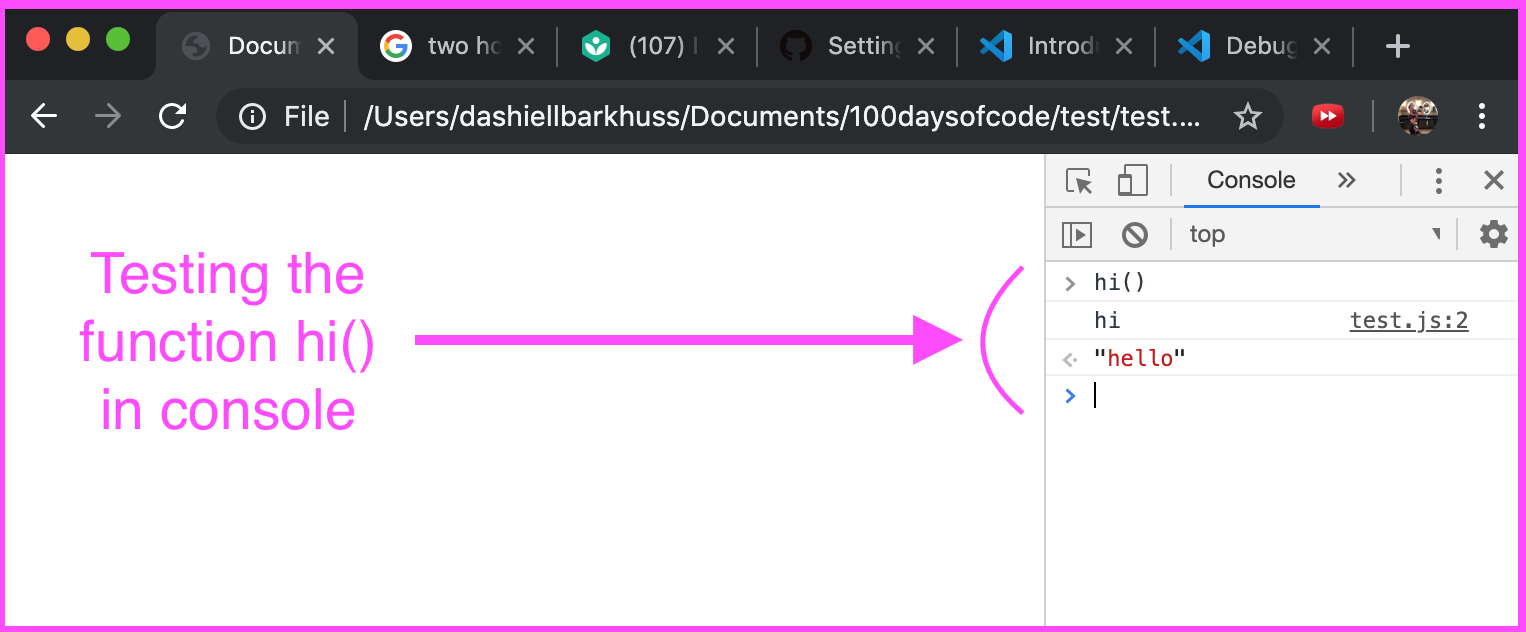 Docum two ho (107) Setting Introdu Debug
File /Users/dashiellbarkhuss/Documents/100daysofcode/test/test....
Console
top
Testing the
function hi()
in console
hi()
hi test.js:2
"hello"